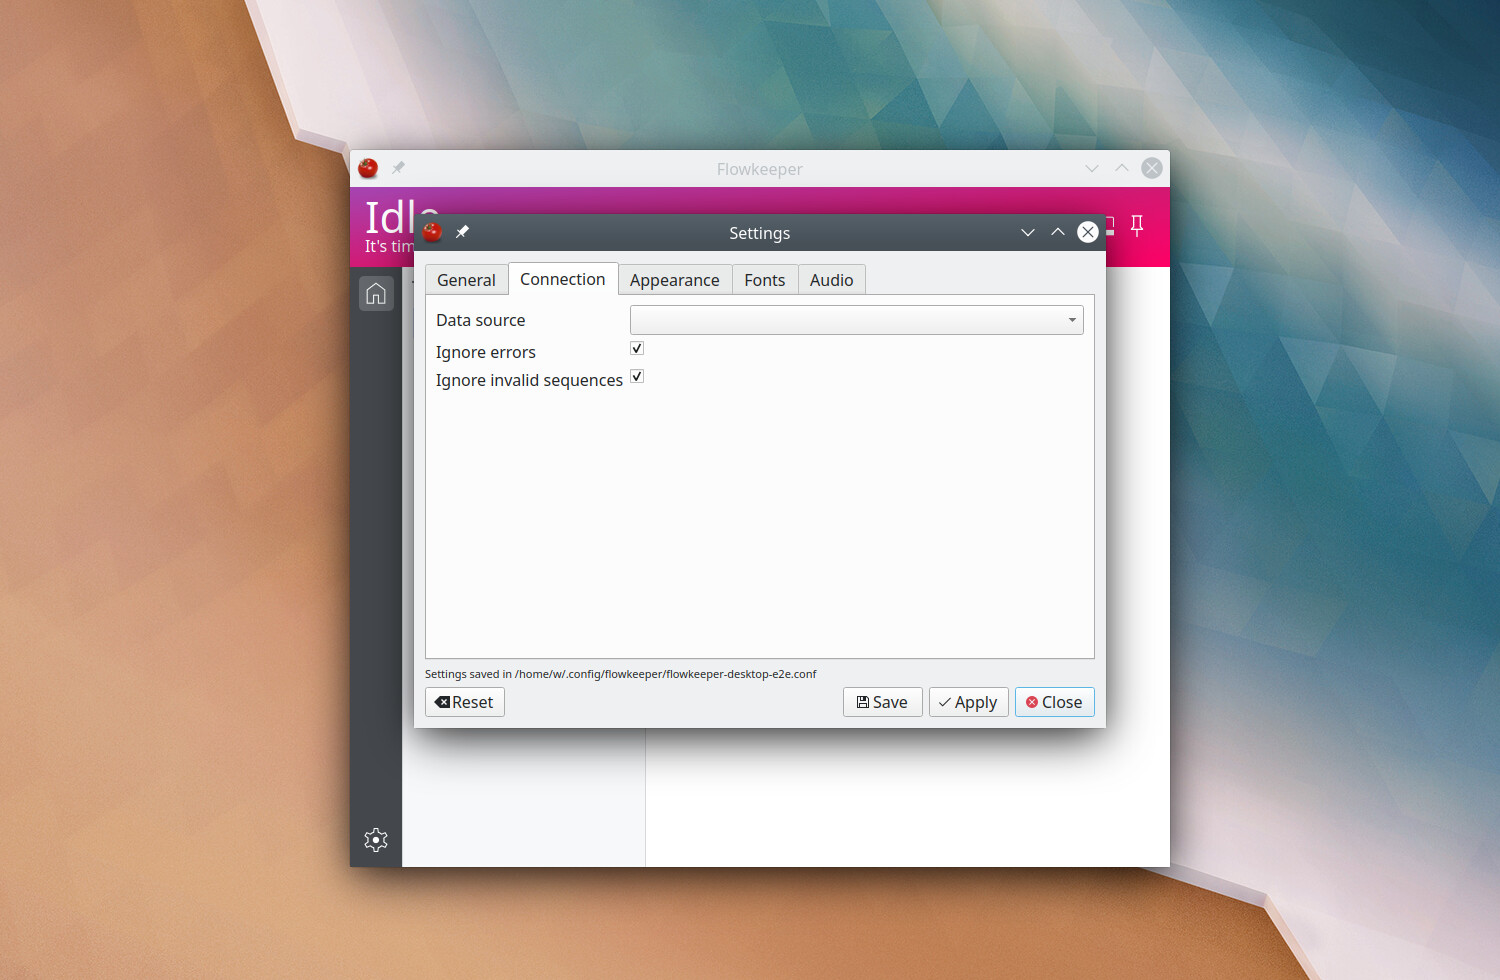 Flowkeeper
Idle
It's tim
Settings
General Connection Appearance Fonts Audio
Data source
Ignore errors
Ignore invalid sequences
Settings saved in /home/w/.config/flowkeeper/flowkeeper-desktop-e2e.conf
Reset Save Apply Close